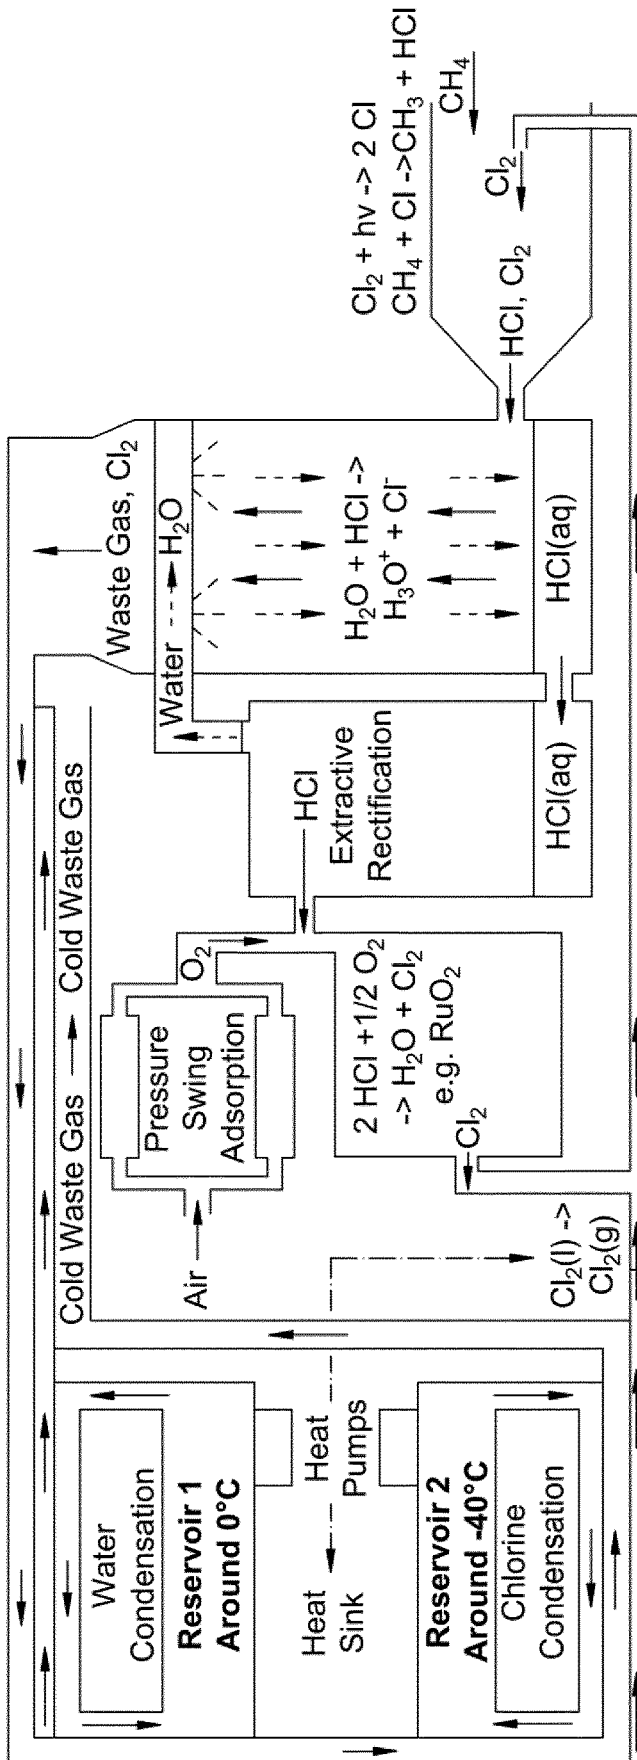 Cl₂ + hv -> 2 Cl
CH₄ + Cl ->CH₃ + HCl
CH₄
Cl₂
HCl, Cl₂
Waste Gas, Cl₂
Water
H₂O
H₂O + HCl ->
H₃O⁺ + Cl⁻
HCl(aq)
HCl(aq)
HCl
Extractive
Rectification
Cold Waste Gas
Cold Waste Gas
O₂
Pressure
Swing
Adsorption
Air
2 HCl +1/2 O₂
-> H₂O + Cl₂
e.g. RuO₂
Cl₂
Cl₂(l) ->
Cl₂(g)
Water
Condensation
Reservoir 1
Around 0°C
Heat
Sink
Heat
Pumps
Reservoir 2
Around -40°C
Chlorine
Condensation